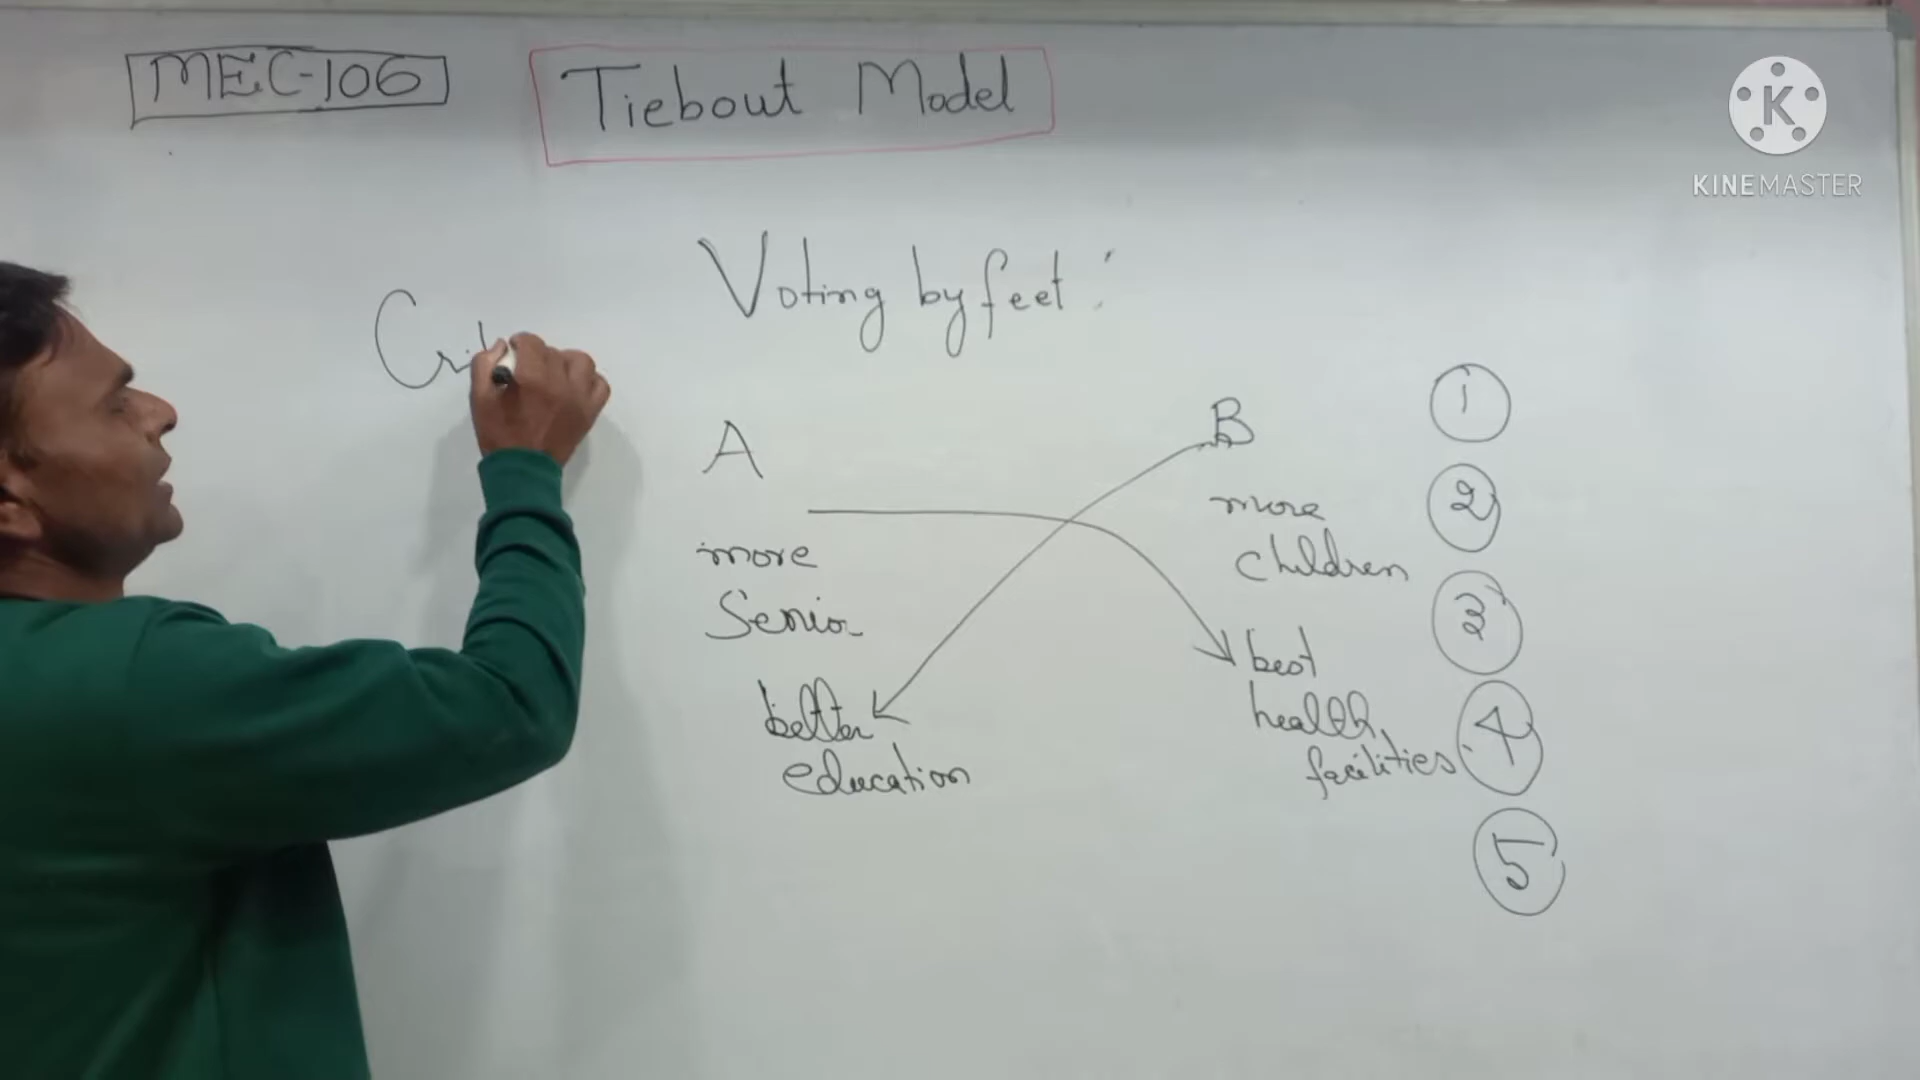 MEC-106
Tiebout Model
K
KINEMASTER
Voting by feet :
A
more
Senior
better
education
B
more
children
best
health
facilities
1
2
3
4
5